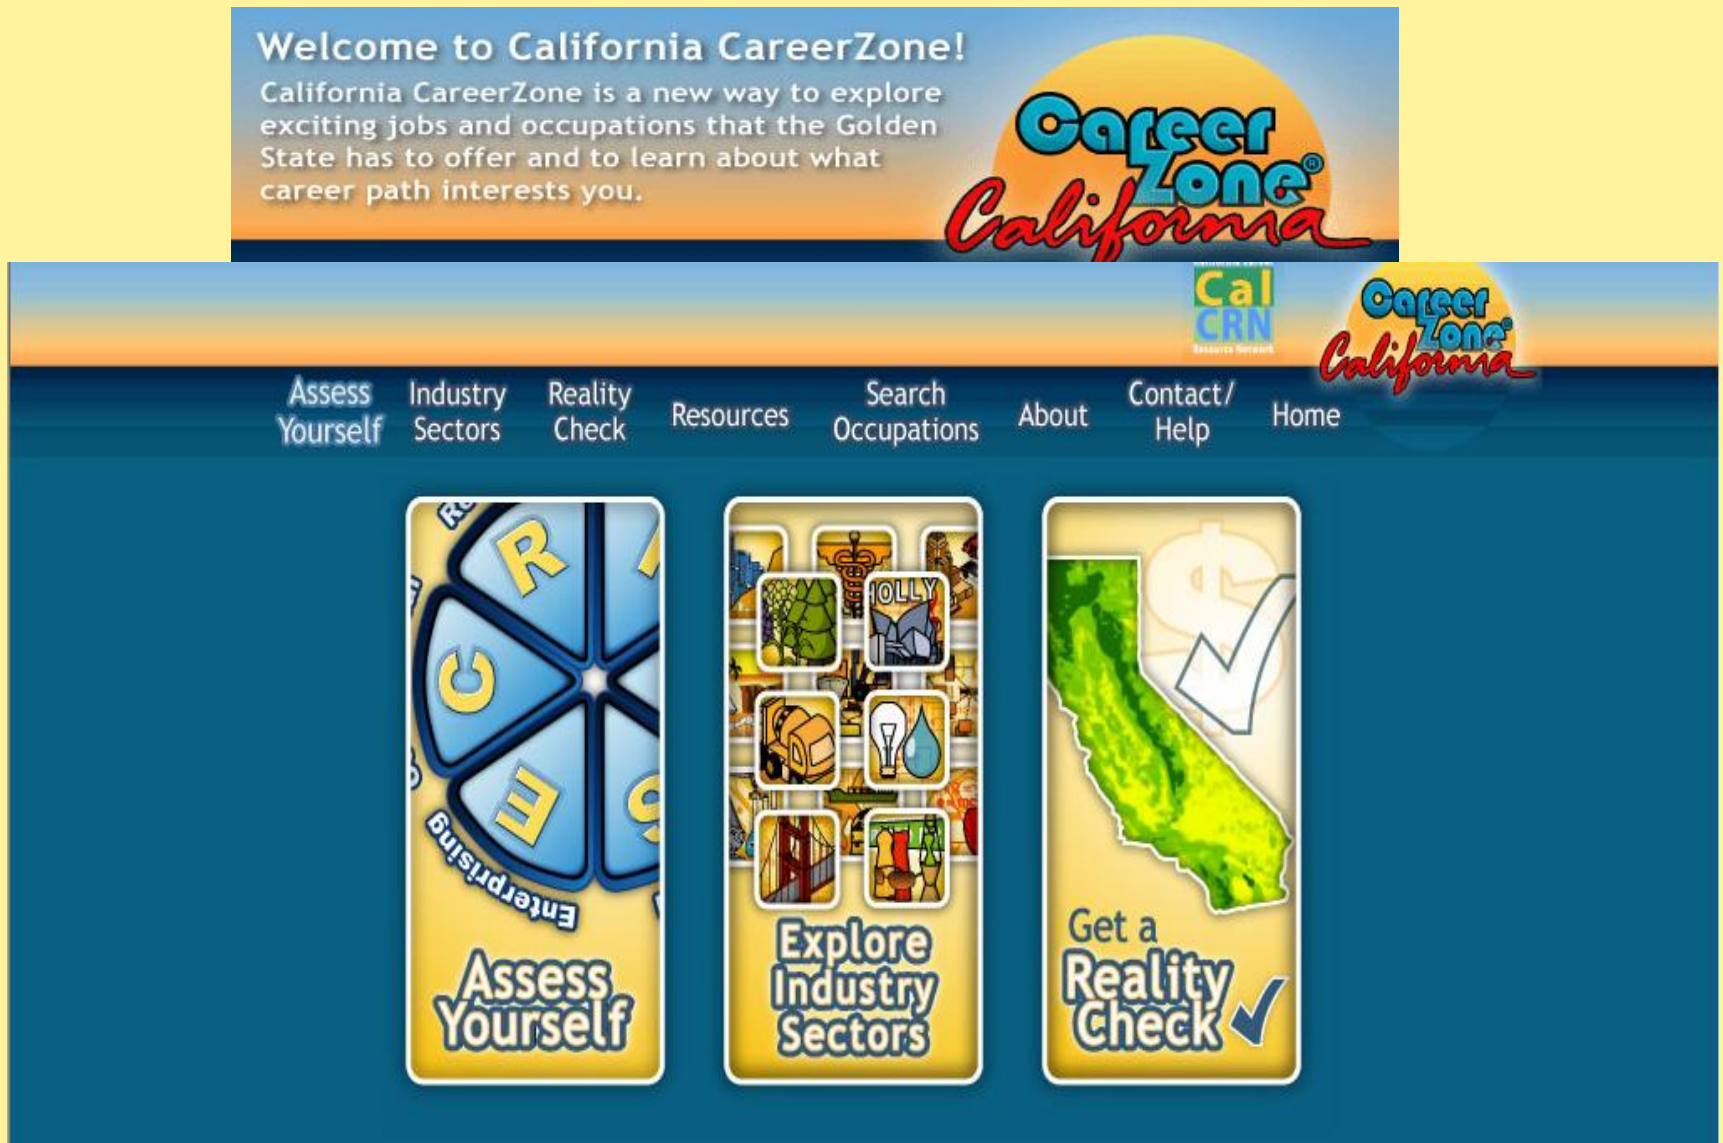 Welcome to California CareerZone!
California CareerZone is a new way to explore
exciting jobs and occupations that the Golden
State has to offer and to learn about what
career path interests you.
Career
Zone®
California
Cal
CRN
Resource Network
Career
Zone®
California
Assess
Yourself
Industry
Sectors
Reality
Check
Resources
Search
Occupations
About
Contact/
Help
Home
R
C
E
S
Enterprising
HOLLY
Assess
Yourself
Explore
Industry
Sectors
$
Get a
Reality
Check